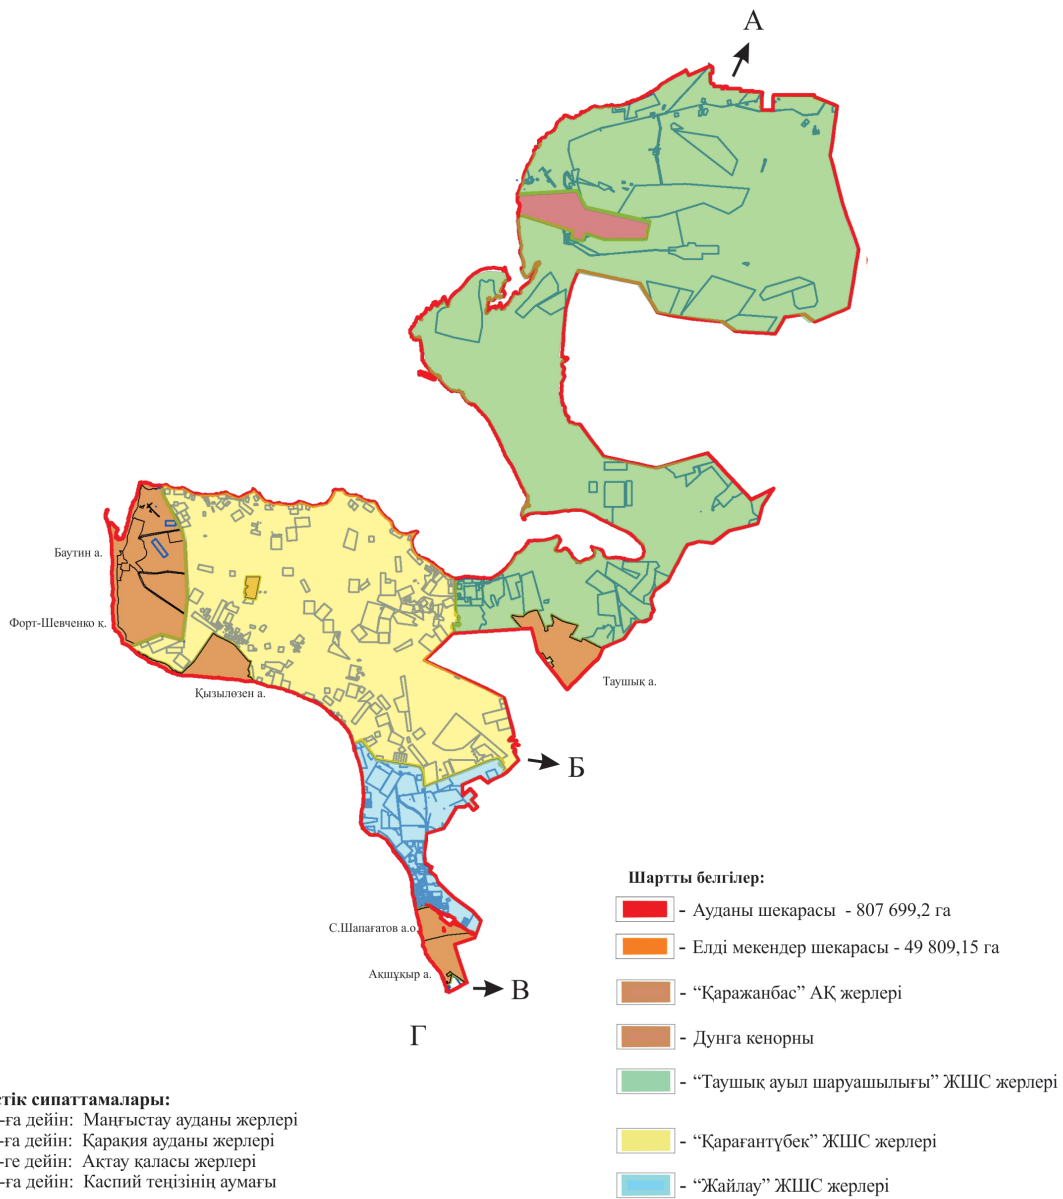 А
Баутин а.
Форт-Шевченко қ.
Қызылөзен а.
Таушық а.
Б
С.Шапағатов а.о.
Ақшұқыр а.
В
Г
Шартты белгілер:
- Ауданы шекарасы - 807 699,2 га
- Елді мекендер шекарасы - 49 809,15 га
- “Қаражанбас” АҚ жерлері
- Дунга кенорны
- “Таушық ауыл шаруашылығы” ЖШС жерлері
- “Қарағантүбек” ЖШС жерлері
- “Жайлау” ЖШС жерлері
стік сипаттамалары:
-ға дейін: Маңғыстау ауданы жерлері
-ға дейін: Қарақия ауданы жерлері
-ге дейін: Ақтау қаласы жерлері
-ға дейін: Каспий теңізінің аумағы